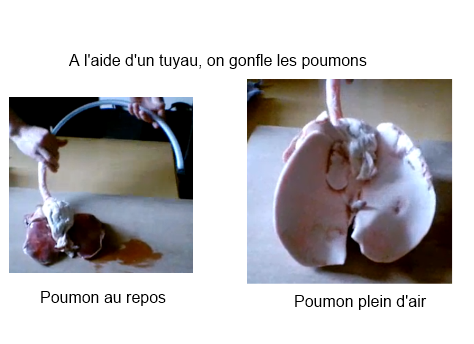 A l'aide d'un tuyau, on gonfle les poumons
Poumon au repos
Poumon plein d'air